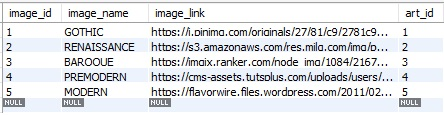 image_id image_name image_link art_id
1 GOTHIC https://i.pinimg.com/originals/27/81/c9/2781c9... 1
2 RENAISSANCE https://s3.amazonaws.com/res.mila.com/img/p... 2
3 BAROQUE https://imgix.ranker.com/node_img/1084/2167... 3
4 PREMODERN https://cms-assets.tutsplus.com/uploads/users/... 4
5 MODERN https://flavorwire.files.wordpress.com/2011/02... 5
NULL NULL NULL NULL